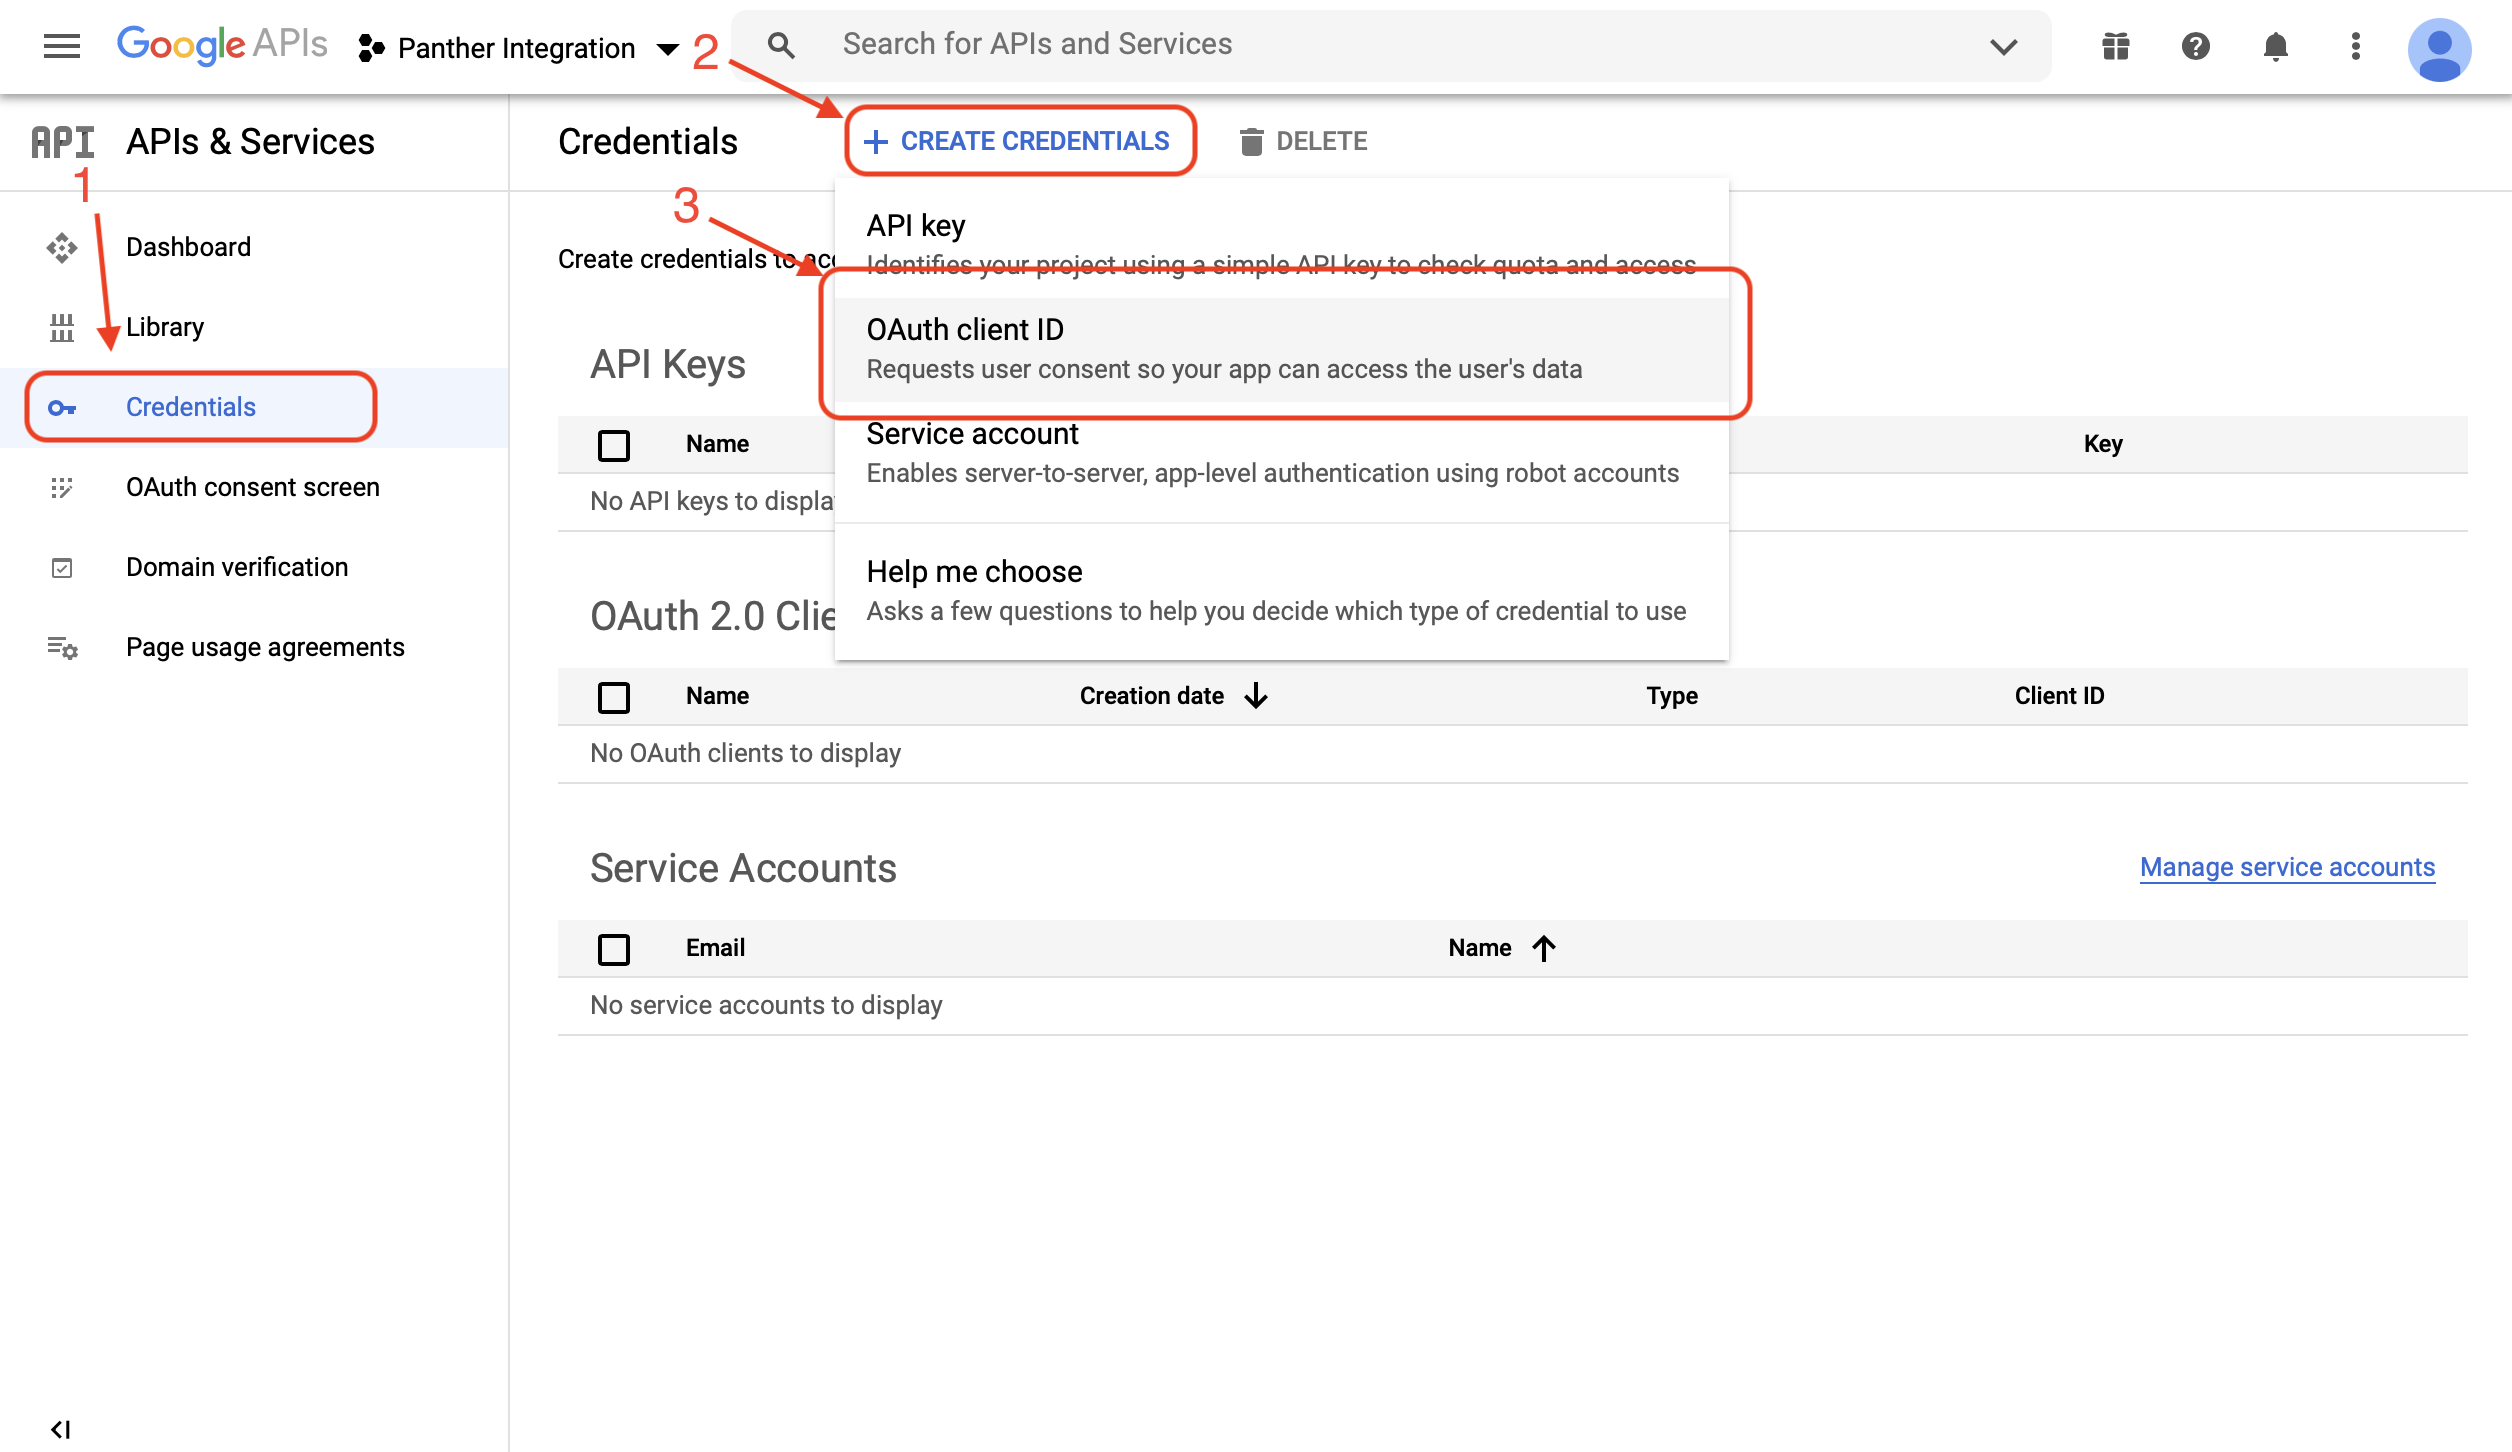 Google APIs
Panther Integration
2
Search for APIs and Services
API
APIs & Services
Credentials
CREATE CREDENTIALS
DELETE
1
3
Dashboard
Library
Credentials
OAuth consent screen
Domain verification
Page usage agreements
Create credentials to acc
API key
Identifies your project using a simple API key to check quota and access
OAuth client ID
Requests user consent so your app can access the user's data
Service account
Enables server-to-server, app-level authentication using robot accounts
Help me choose
Asks a few questions to help you decide which type of credential to use
API Keys
Name
Key
No API keys to displa
OAuth 2.0 Clie
Name
Creation date
Type
Client ID
No OAuth clients to display
Service Accounts
Manage service accounts
Email
Name
No service accounts to display